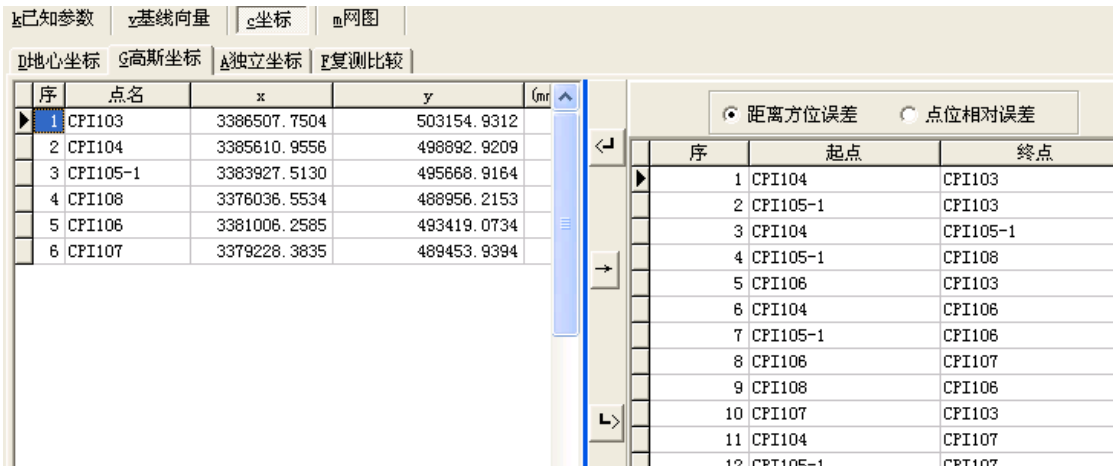 k已知参数 v基线向量 c坐标 m网图
D地心坐标 G高斯坐标 A独立坐标 F复测比较
序 点名 x y (mr
1 CPI103 3386507.7504 503154.9312
2 CPI104 3385610.9556 498892.9209
3 CPI105-1 3383927.5130 495668.9164
4 CPI108 3376036.5534 488956.2153
5 CPI106 3381006.2585 493419.0734
6 CPI107 3379228.3835 489453.9394
距离方位误差 点位相对误差
序 起点 终点
1 CPI104 CPI103
2 CPI105-1 CPI103
3 CPI104 CPI105-1
4 CPI105-1 CPI108
5 CPI106 CPI103
6 CPI104 CPI106
7 CPI105-1 CPI106
8 CPI106 CPI107
9 CPI108 CPI106
10 CPI107 CPI103
11 CPI104 CPI107
12 CPI105-1 CPI107